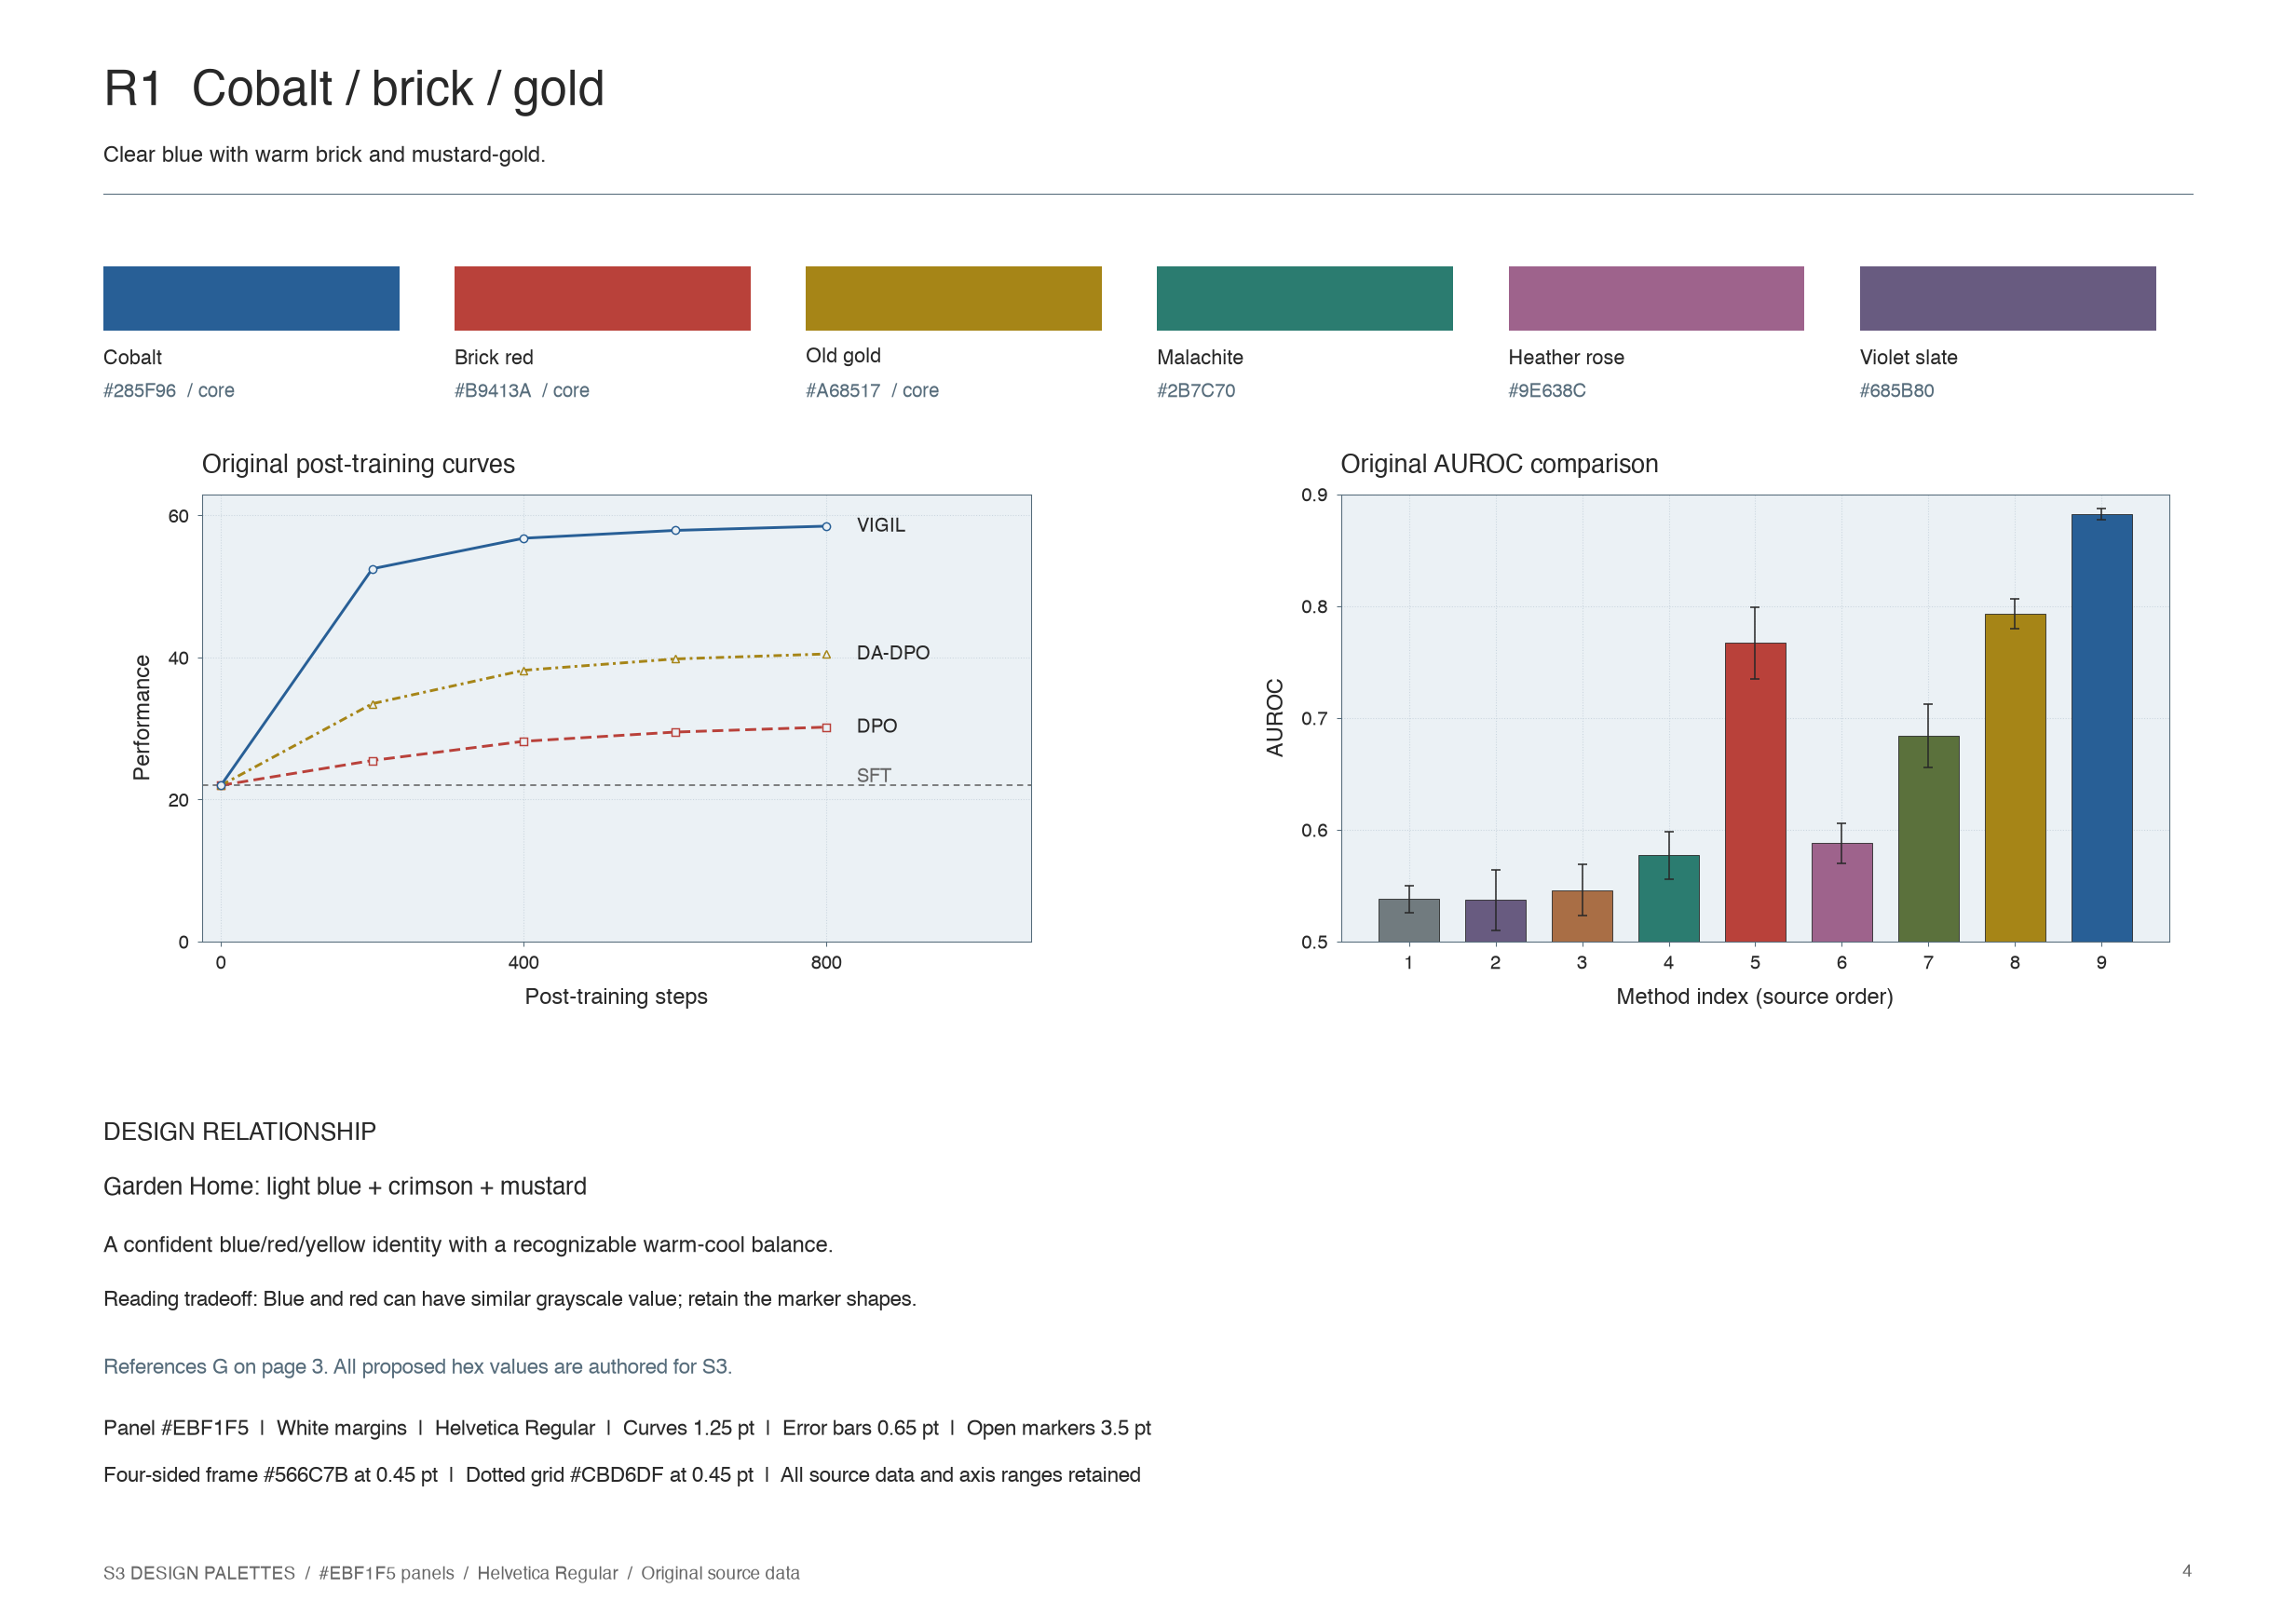 R1 Cobalt / brick / gold
Clear blue with warm brick and mustard-gold.
Cobalt
#285F96 / core
Brick red
#B9413A / core
Old gold
#A68517 / core
Malachite
#2B7C70
Heather rose
#9E638C
Violet slate
#685B80
Original post-training curves
60
40
20
0
Performance
VIGIL
DA-DPO
DPO
SFT
0
400
800
Post-training steps
Original AUROC comparison
0.9
0.8
0.7
0.6
0.5
AUROC
1
2
3
4
5
6
7
8
9
Method index (source order)
DESIGN RELATIONSHIP
Garden Home: light blue + crimson + mustard
A confident blue/red/yellow identity with a recognizable warm-cool balance.
Reading tradeoff: Blue and red can have similar grayscale value; retain the marker shapes.
References G on page 3. All proposed hex values are authored for S3.
Panel #EBF1F5 | White margins | Helvetica Regular | Curves 1.25 pt | Error bars 0.65 pt | Open markers 3.5 pt
Four-sided frame #566C7B at 0.45 pt | Dotted grid #CBD6DF at 0.45 pt | All source data and axis ranges retained
S3 DESIGN PALETTES / #EBF1F5 panels / Helvetica Regular / Original source data
4